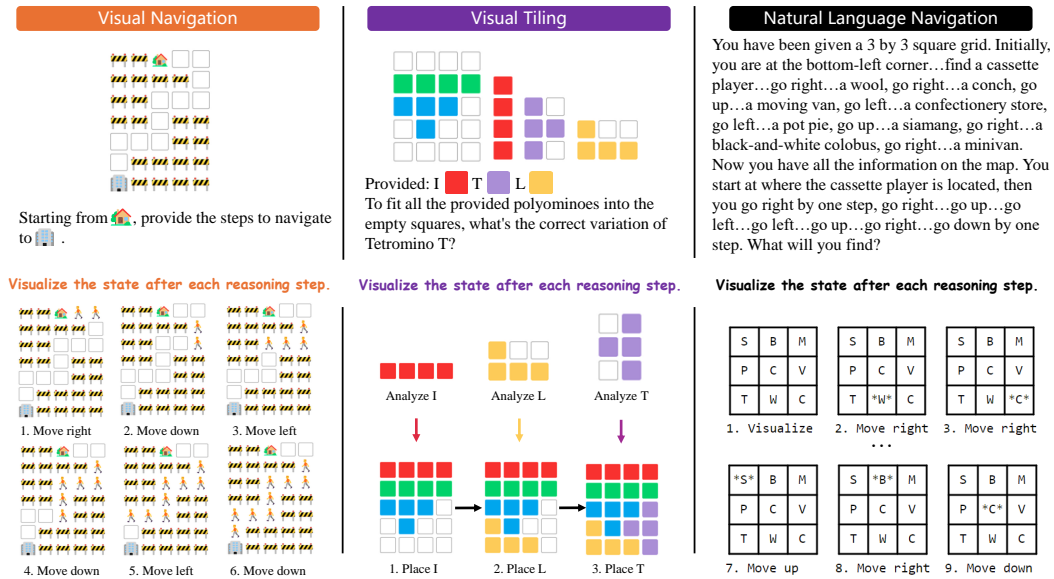 Visual Navigation
Starting from , provide the steps to navigate
to .
Visualize the state after each reasoning step.
1. Move right
2. Move down
3. Move left
4. Move down
5. Move left
6. Move down
Visual Tiling
Provided: I T L
To fit all the provided polyominoes into the
empty squares, what's the correct variation of
Tetromino T?
Visualize the state after each reasoning step.
Analyze I
Analyze L
Analyze T
1. Place I
2. Place L
3. Place T
Natural Language Navigation
You have been given a 3 by 3 square grid. Initially,
you are at the bottom-left corner…find a cassette
player…go right…a wool, go right…a conch, go
up…a moving van, go left…a confectionery store,
go left…a pot pie, go up…a siamang, go right…a
black-and-white colobus, go right…a minivan.
Now you have all the information on the map. You
start at where the cassette player is located, then
you go right by one step, go right…go up…go
left…go left…go up…go right…go down by one
step. What will you find?
Visualize the state after each reasoning step.
S B M
P C V
T W C
1. Visualize
S B M
P C V
T *W* C
2. Move right
S B M
P C V
T W *C*
3. Move right
...
*S* B M
P C V
T W C
7. Move up
S *B* M
P C V
T W C
8. Move right
S B M
P *C* V
T W C
9. Move down